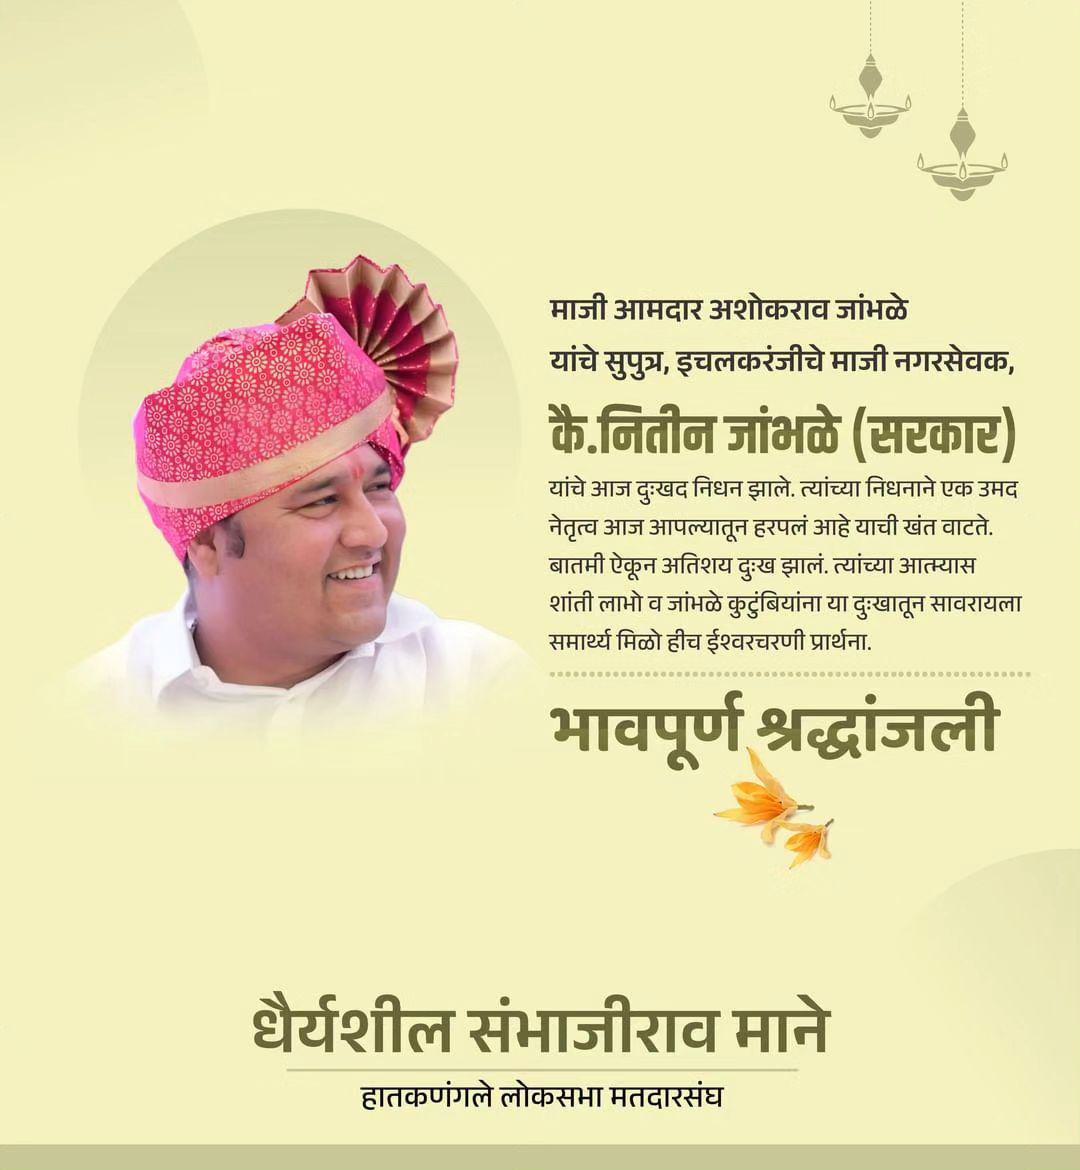 माजी आमदार अशोकराव जांभळे
यांचे सुपुत्र, इचलकरंजीचे माजी नगरसेवक,
कै.नितीन जांभळे (सरकार)
यांचे आज दुःखद निधन झाले. त्यांच्या निधनाने एक उमद
नेतृत्व आज आपल्यातून हरपलं आहे याची खंत वाटते.
बातमी ऐकून अतिशय दुःख झालं. त्यांच्या आत्म्यास
शांती लाभो व जांभळे कुटुंबियांना या दुःखातून सावरायला
समार्थ्य मिळो हीच ईश्वरचरणी प्रार्थना.
भावपूर्ण श्रद्धांजली
धैर्यशील संभाजीराव माने
हातकणंगले लोकसभा मतदारसंघ